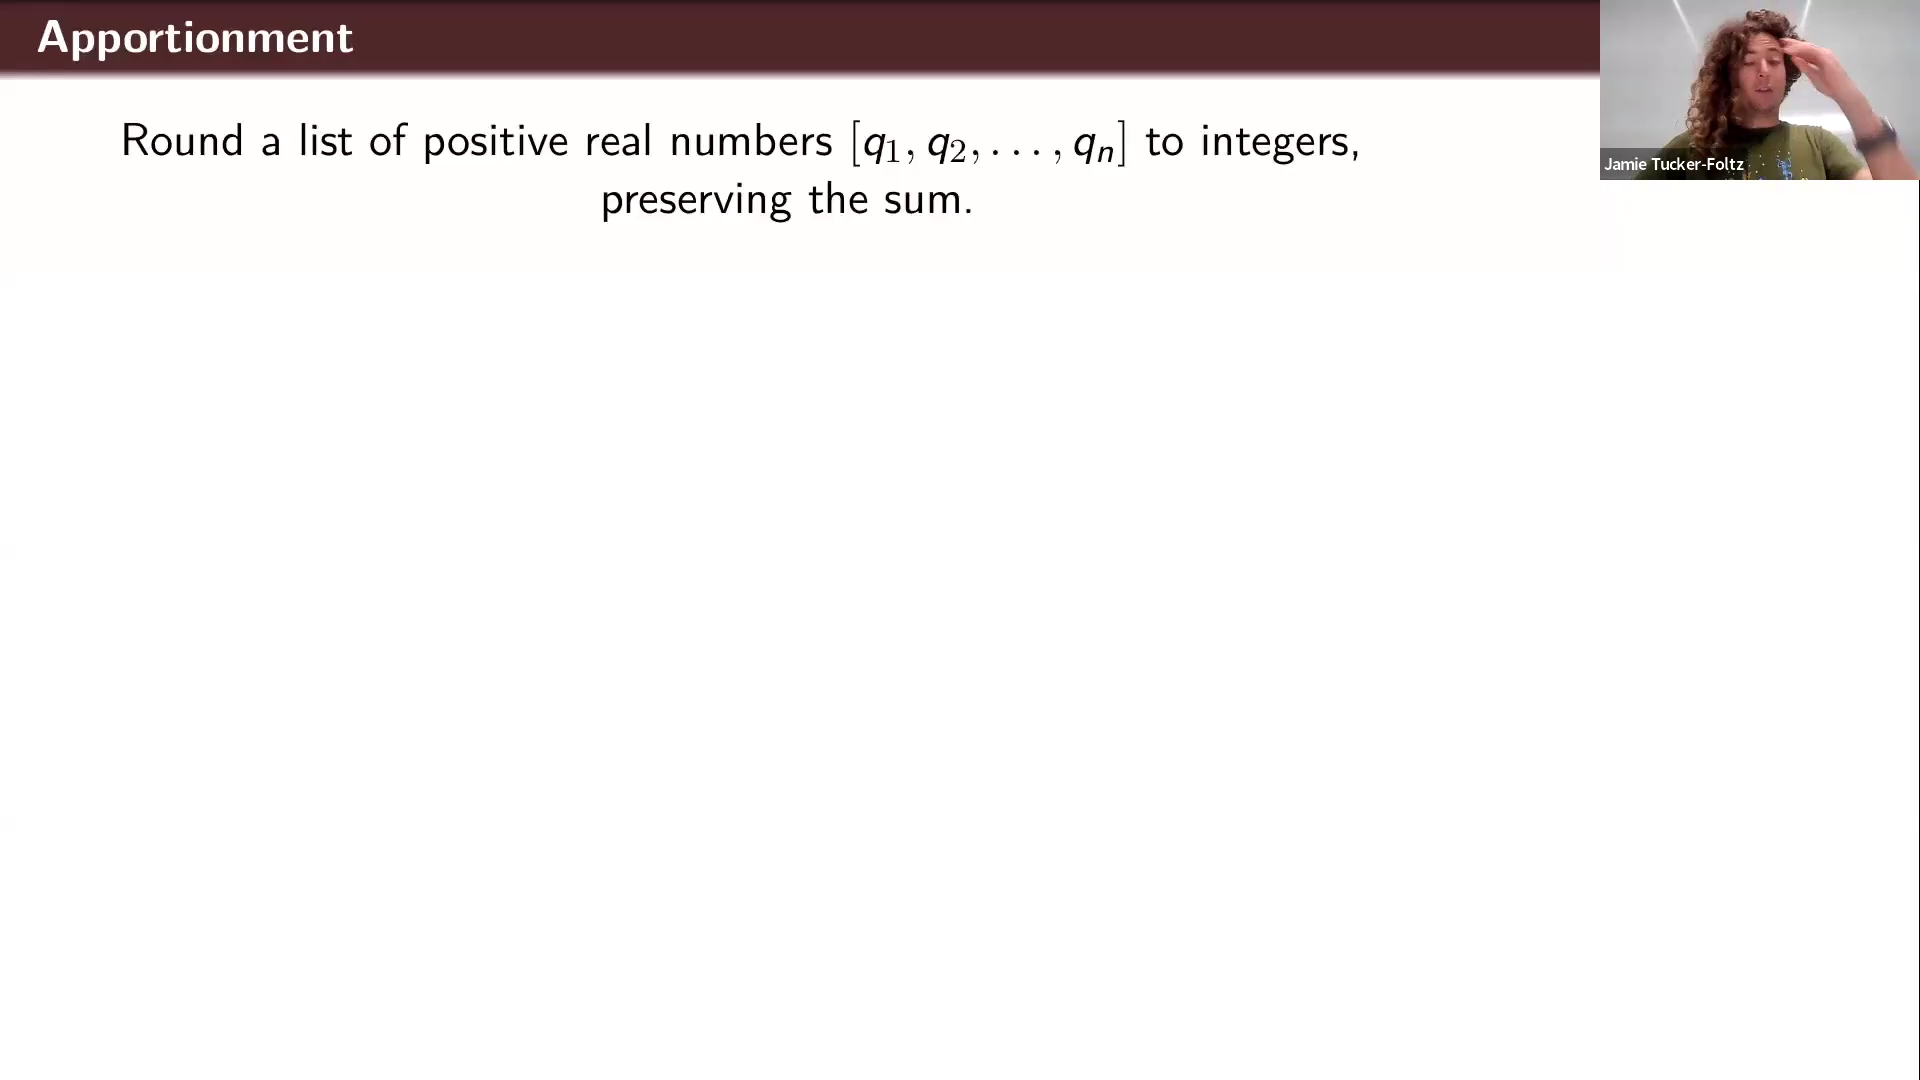 Apportionment
Round a list of positive real numbers [q₁, q₂, . . . , qₙ] to integers,
preserving the sum.
Jamie Tucker-Foltz